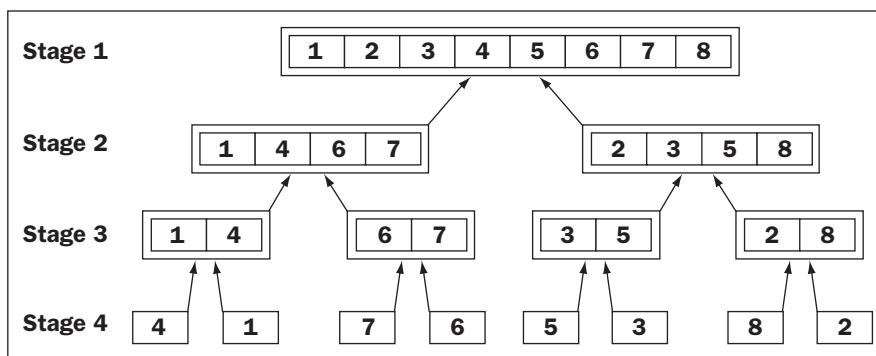 Stage 1 1 2 3 4 5 6 7 8
Stage 2 1 4 6 7 2 3 5 8
Stage 3 1 4 6 7 3 5 2 8
Stage 4 4 1 7 6 5 3 8 2